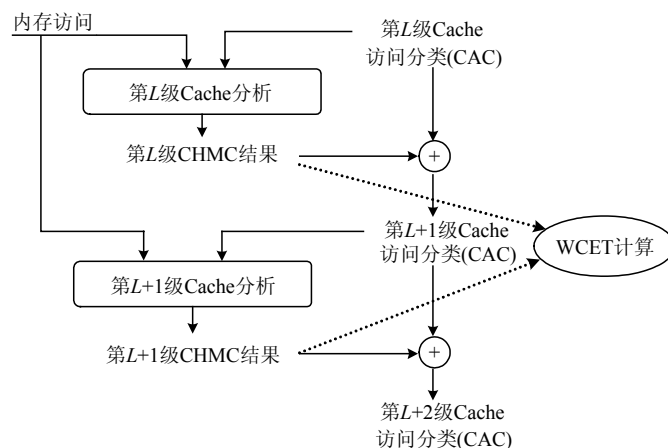 内存访问
第L级Cache
访问分类(CAC)
第L级Cache分析
第L级CHMC结果
+
第L+1级Cache
访问分类(CAC)
WCET计算
第L+1级Cache分析
第L+1级CHMC结果
+
第L+2级Cache
访问分类(CAC)